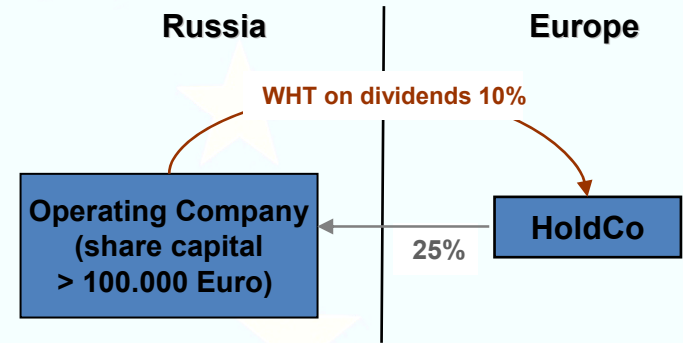 Russia
Europe
WHT on dividends 10%
Operating Company
(share capital
> 100.000 Euro)
HoldCo
25%